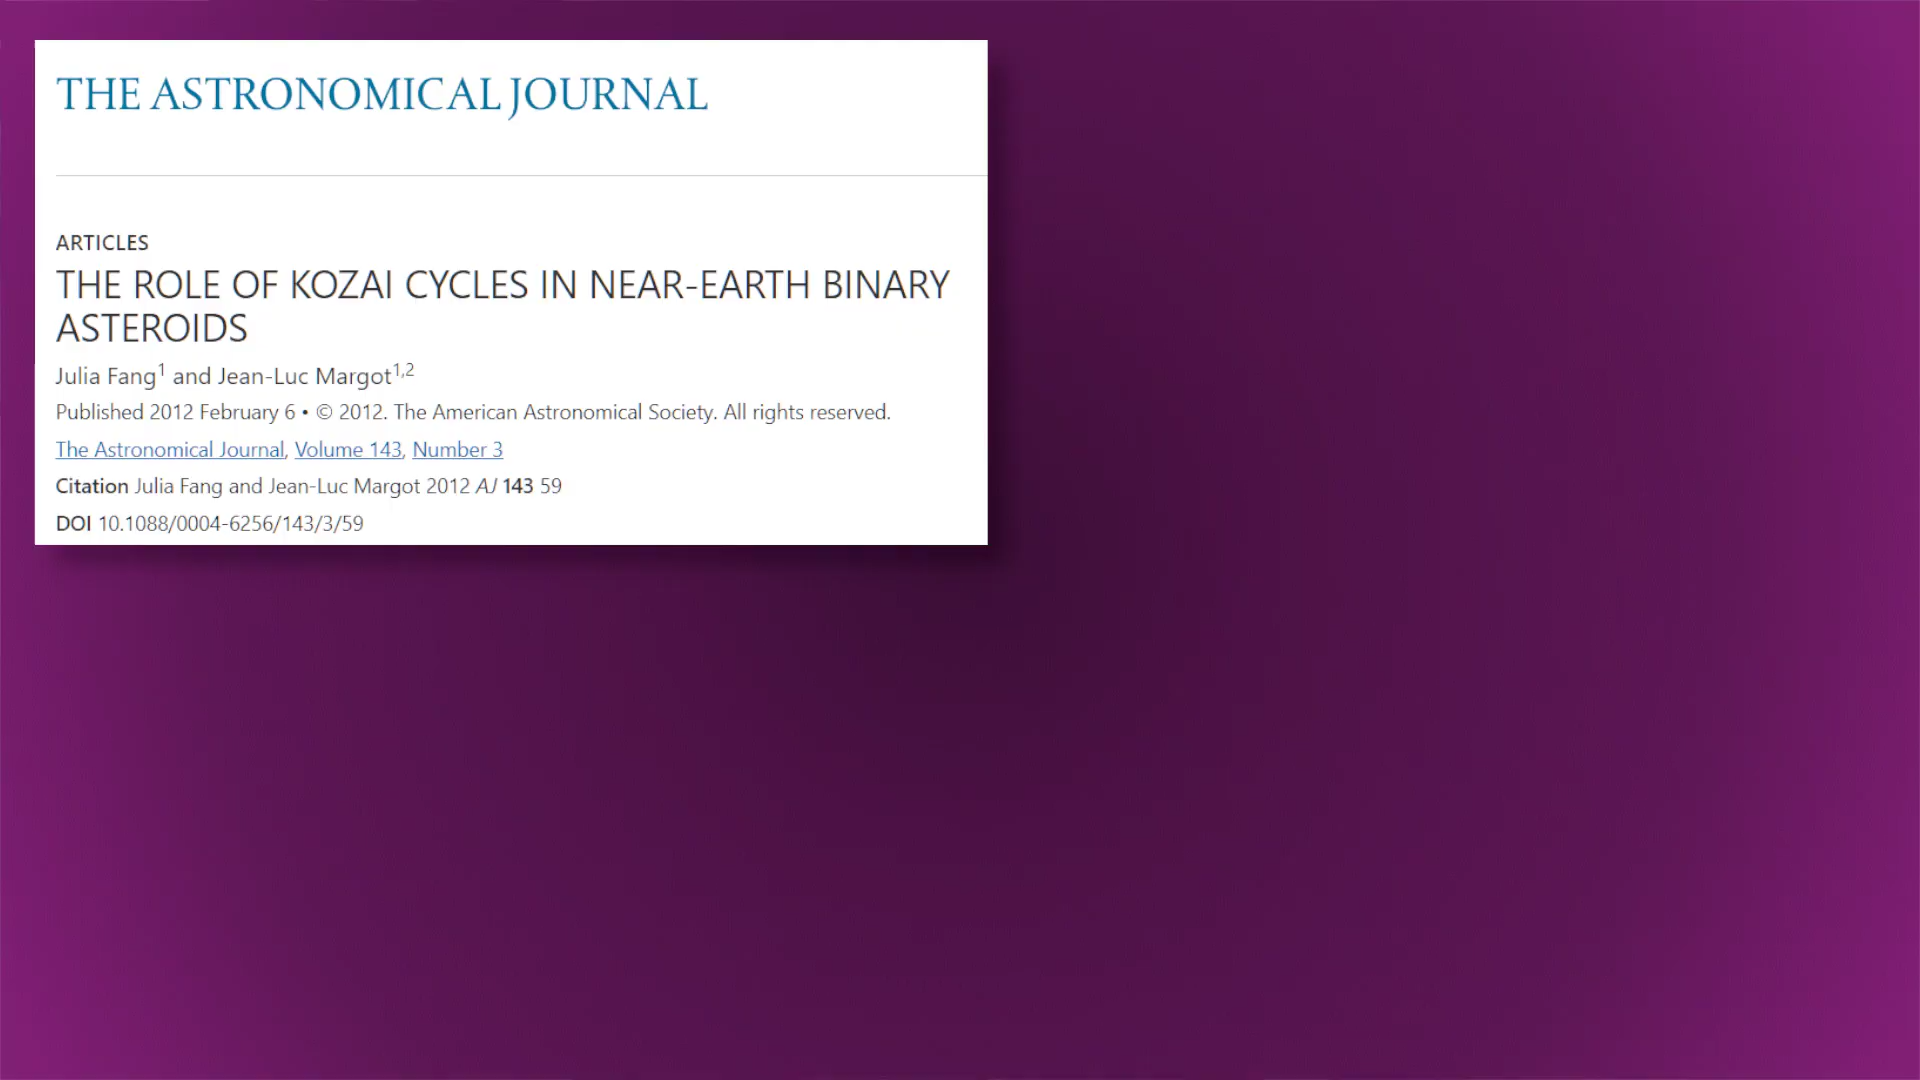 THE ASTRONOMICAL JOURNAL
ARTICLES
THE ROLE OF KOZAI CYCLES IN NEAR-EARTH BINARY
ASTEROIDS
Julia Fang1 and Jean-Luc Margot1,2
Published 2012 February 6 • © 2012. The American Astronomical Society. All rights reserved.
The Astronomical Journal, Volume 143, Number 3
Citation Julia Fang and Jean-Luc Margot 2012 AJ 143 59
DOI 10.1088/0004-6256/143/3/59